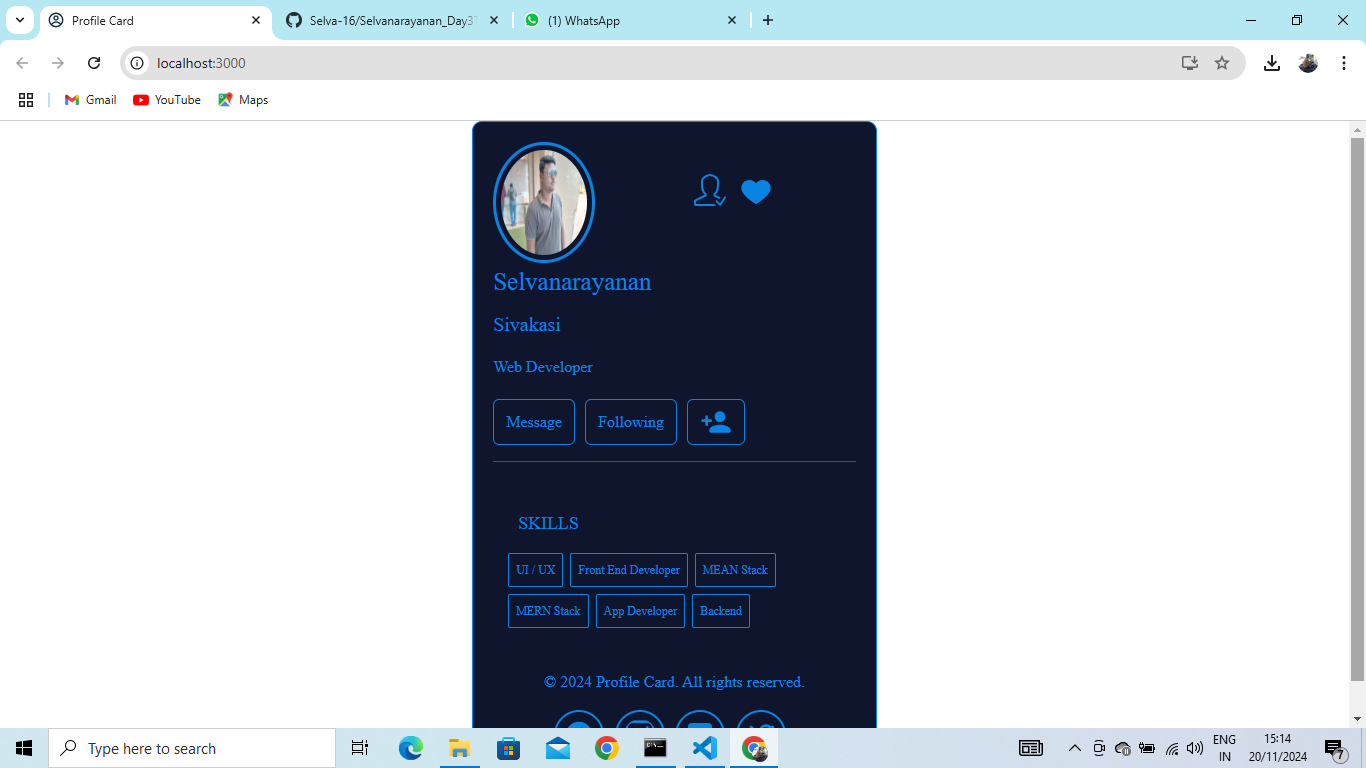 Profile Card
Selva-16/Selvanarayanan_Day31
(1) WhatsApp
localhost:3000
Gmail
YouTube
Maps
Selvanarayanan
Sivakasi
Web Developer
Message
Following
SKILLS
UI / UX
Front End Developer
MEAN Stack
MERN Stack
App Developer
Backend
© 2024 Profile Card. All rights reserved.
Type here to search
ENG
IN
15:14
20/11/2024
7